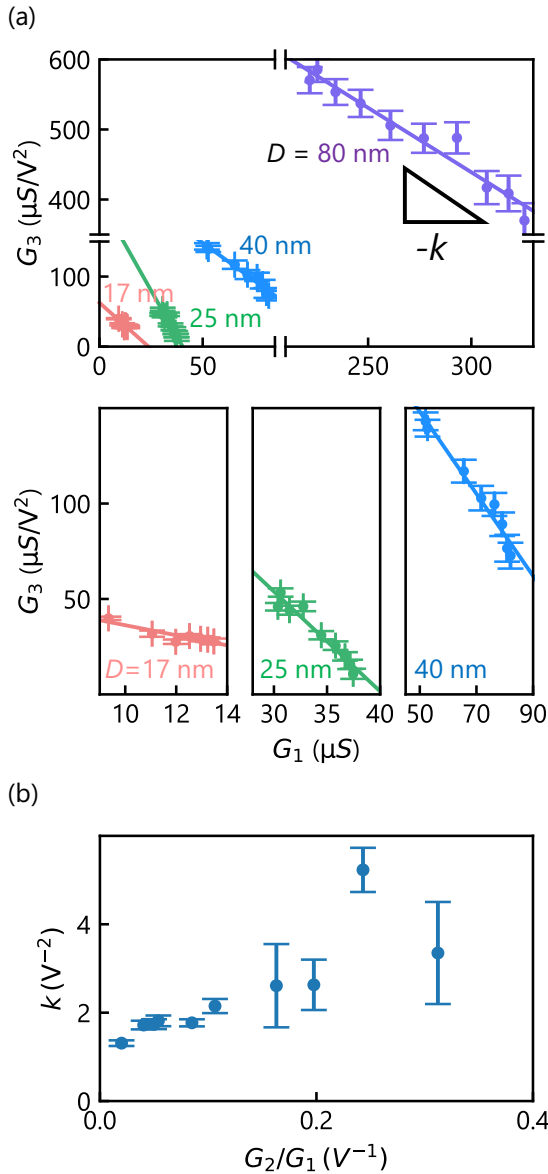 (a)
600
500
400
100
0
G₃ (µS/V²)
D = 80 nm
-k
40 nm
17 nm
25 nm
0
50
250
300
100
50
G₃ (µS/V²)
D=17 nm
25 nm
40 nm
10
12
14
30
35
40
50
70
90
G₁ (µS)
(b)
4
2
0
k (V⁻²)
0.0
0.2
0.4
G₂/G₁ (V⁻¹)